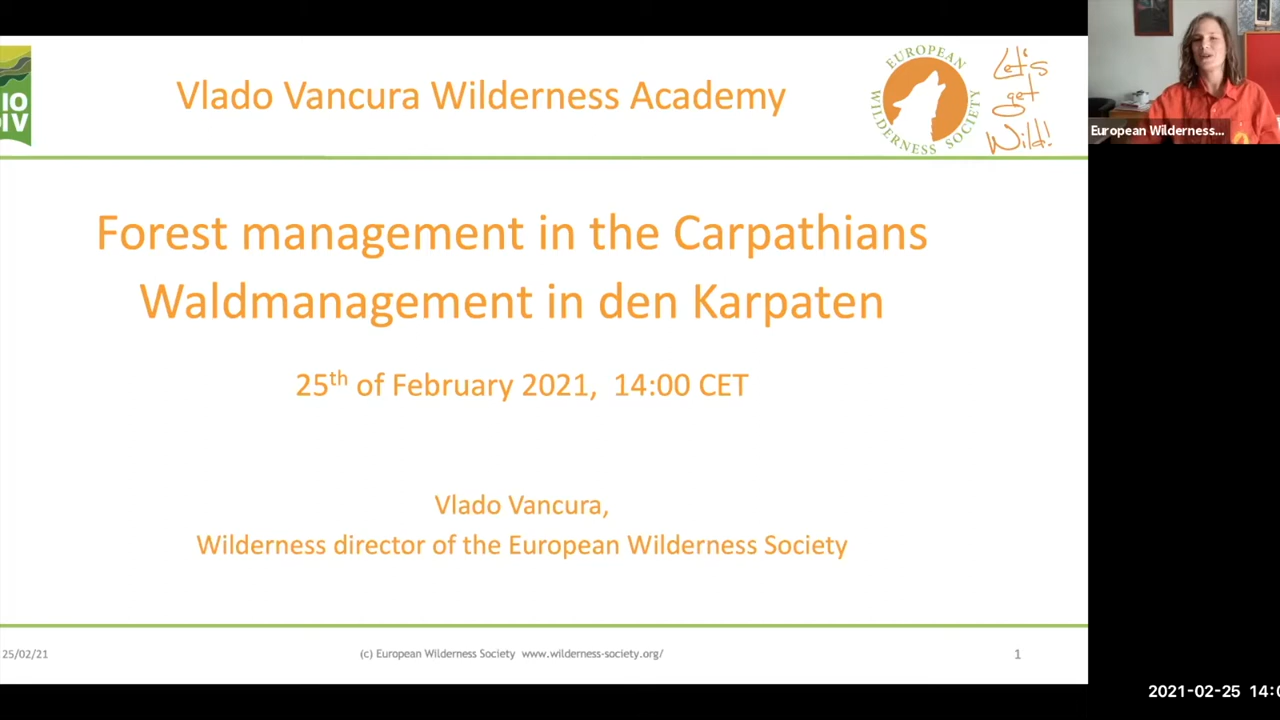 IO
DIV
Vlado Vancura Wilderness Academy
EUROPEAN
WILDERNESS SOCIETY
Let's
get
Wild!
European Wilderness...
Forest management in the Carpathians
Waldmanagement in den Karpaten
25th of February 2021, 14:00 CET
Vlado Vancura,
Wilderness director of the European Wilderness Society
25/02/21
(c) European Wilderness Society www.wilderness-society.org/
1
2021-02-25 14:0